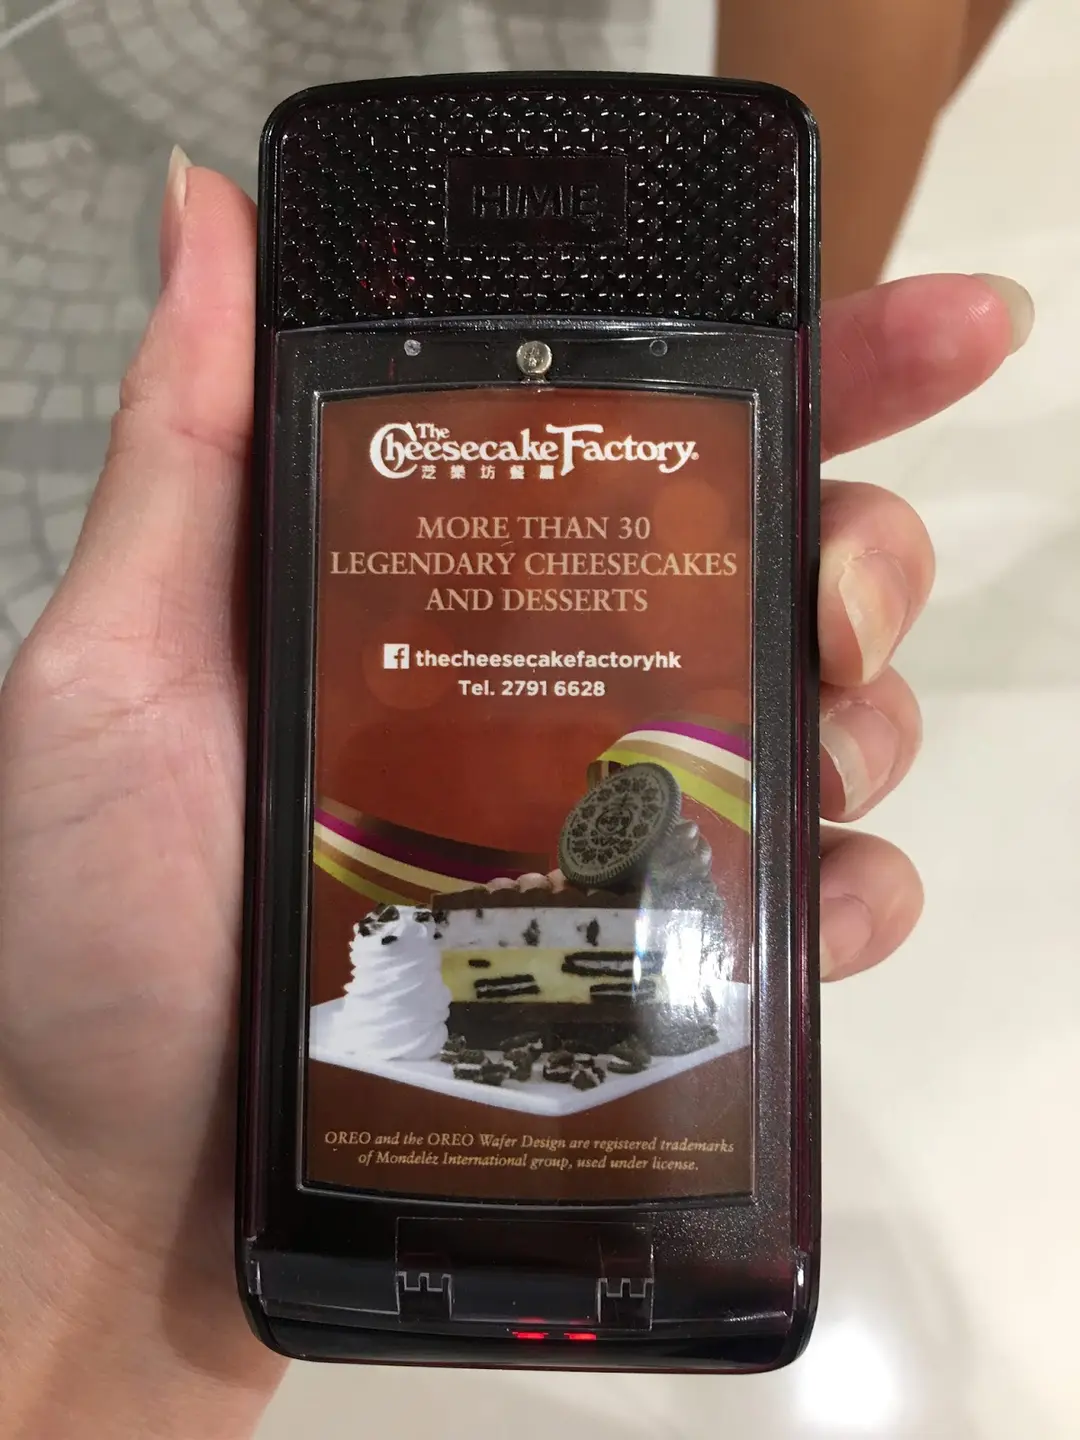 HME
The Cheesecake Factory®
芝樂坊餐廳
MORE THAN 30
LEGENDARY CHEESECAKES
AND DESSERTS
thecheesecakefactoryhk
Tel. 2791 6628
OREO and the OREO Wafer Design are registered trademarks
of Mondeléz International group, used under license.